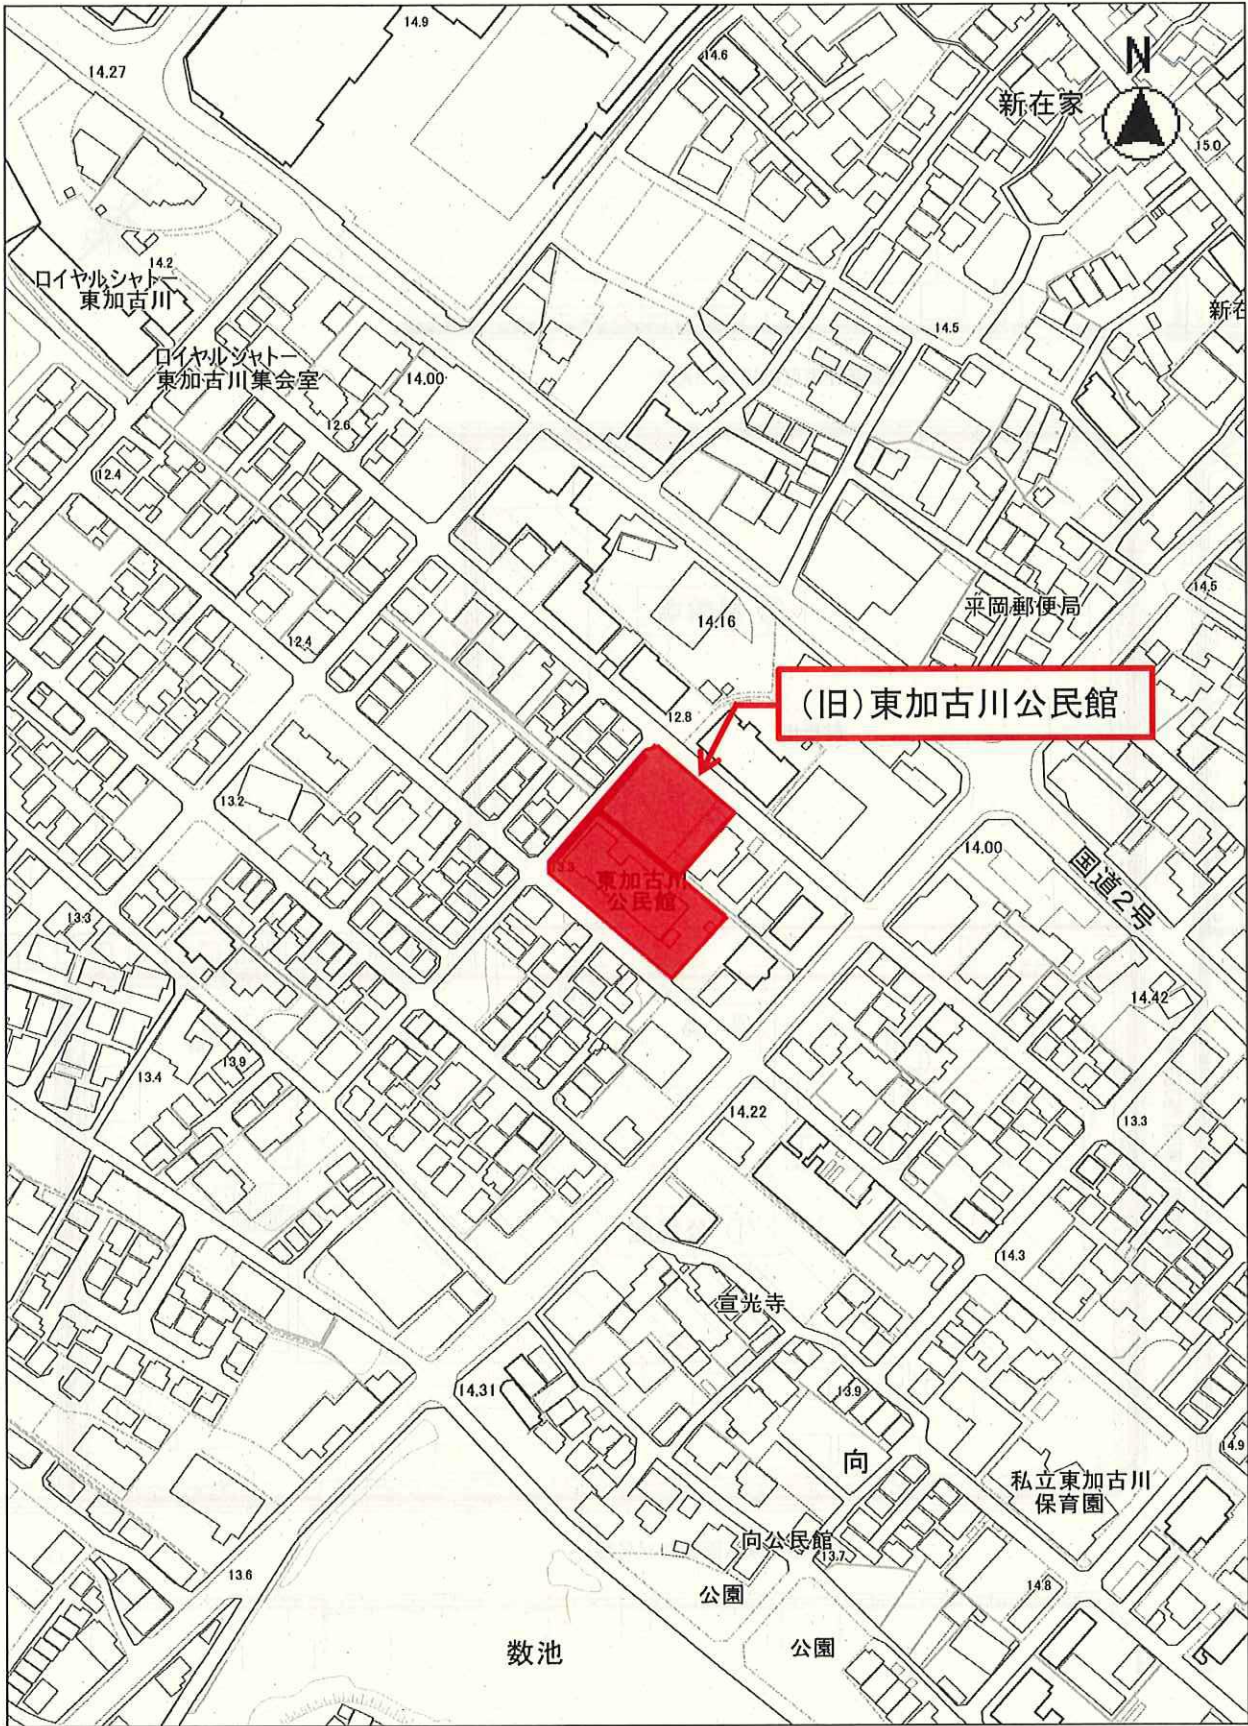 14.9
14.27
14.6
N
新在家
15.0
14.2
ロイヤルシャトー
東加古川
新在
14.5
ロイヤルシャトー
東加古川集会室
14.00
12.6
12.4
14.5
平岡郵便局
14.16
12.4
(旧)東加古川公民館
12.8
13.2
14.00
国道2号
13.3
東加古川
公民館
13.3
14.42
13.9
13.4
14.22
13.3
14.3
宣光寺
14.31
13.9
向
14.9
私立東加古川
保育園
向公民館
13.7
13.6
14.8
公園
公園
数池